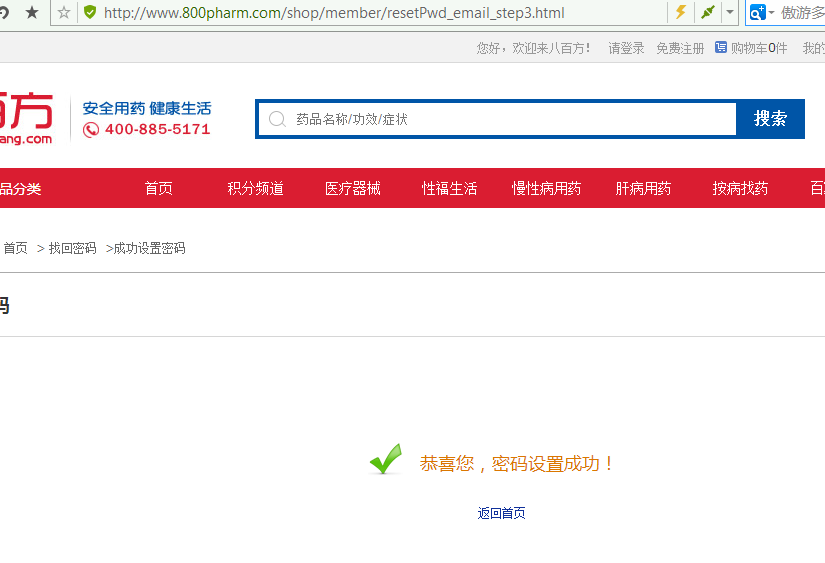 http://www.800pharm.com/shop/member/resetPwd_email_step3.html 傲游多
您好，欢迎来八百方！ 请登录 免费注册 购物车0件 我的
百方
ang.com
安全用药 健康生活
400-885-5171
药品名称/功效/症状 搜索
品分类 首页 积分频道 医疗器械 性福生活 慢性病用药 肝病用药 按病找药 百
首页 > 找回密码 >成功设置密码
码
恭喜您，密码设置成功！
返回首页